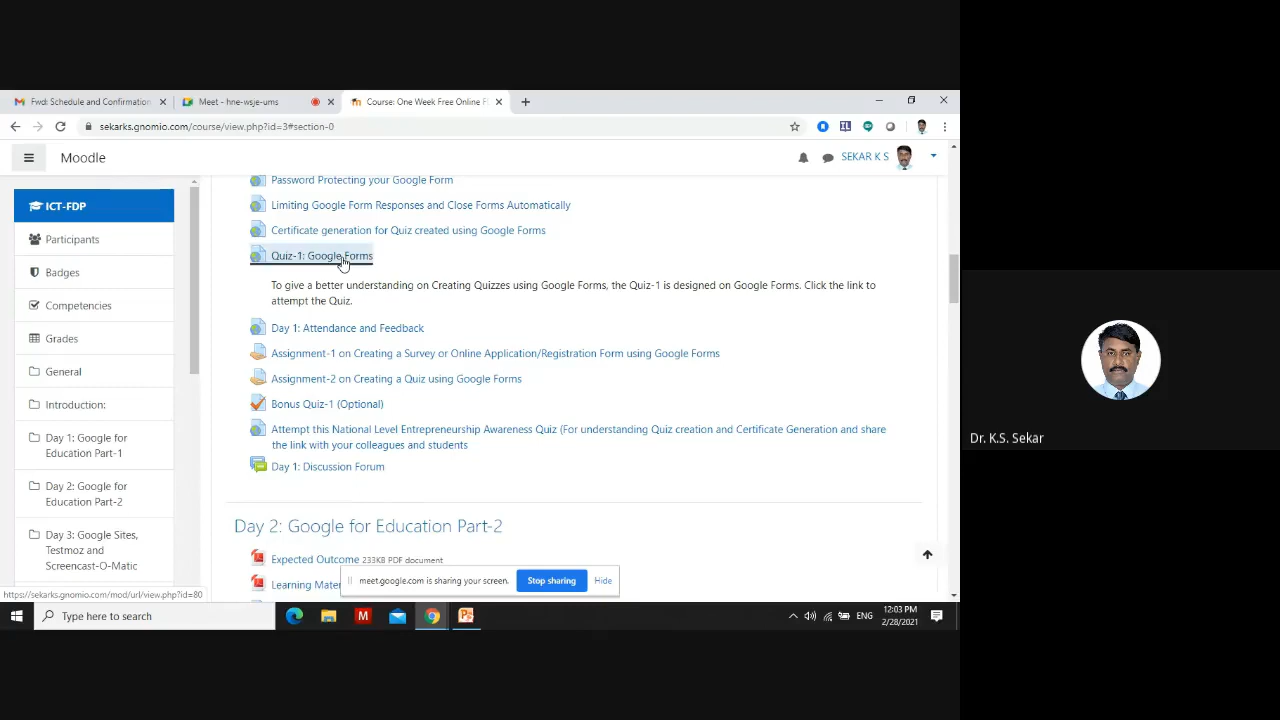 Fwd: Schedule and Confirmation
Meet - hne-wsje-ums
Course: One Week Free Online F
sekarks.gnomio.com/course/view.php?id=3#section-0
Moodle
SEKAR K S
ICT-FDP
Participants
Badges
Competencies
Grades
General
Introduction:
Day 1: Google for
Education Part-1
Day 2: Google for
Education Part-2
Day 3: Google Sites,
Testmoz and
Screencast-O-Matic
Password Protecting your Google Form
Limiting Google Form Responses and Close Forms Automatically
Certificate generation for Quiz created using Google Forms
Quiz-1: Google Forms
To give a better understanding on Creating Quizzes using Google Forms, the Quiz-1 is designed on Google Forms. Click the link to
attempt the Quiz.
Day 1: Attendance and Feedback
Assignment-1 on Creating a Survey or Online Application/Registration Form using Google Forms
Assignment-2 on Creating a Quiz using Google Forms
Bonus Quiz-1 (Optional)
Attempt this National Level Entrepreneurship Awareness Quiz (For understanding Quiz creation and Certificate Generation and share
the link with your colleagues and students
Day 1: Discussion Forum
Day 2: Google for Education Part-2
Expected Outcome 233KB PDF document
Learning Mater
meet.google.com is sharing your screen.
Stop sharing
Hide
https://sekarks.gnomio.com/mod/url/view.php?id=80
Type here to search
ENG
12:03 PM
2/28/2021
Dr. K.S. Sekar